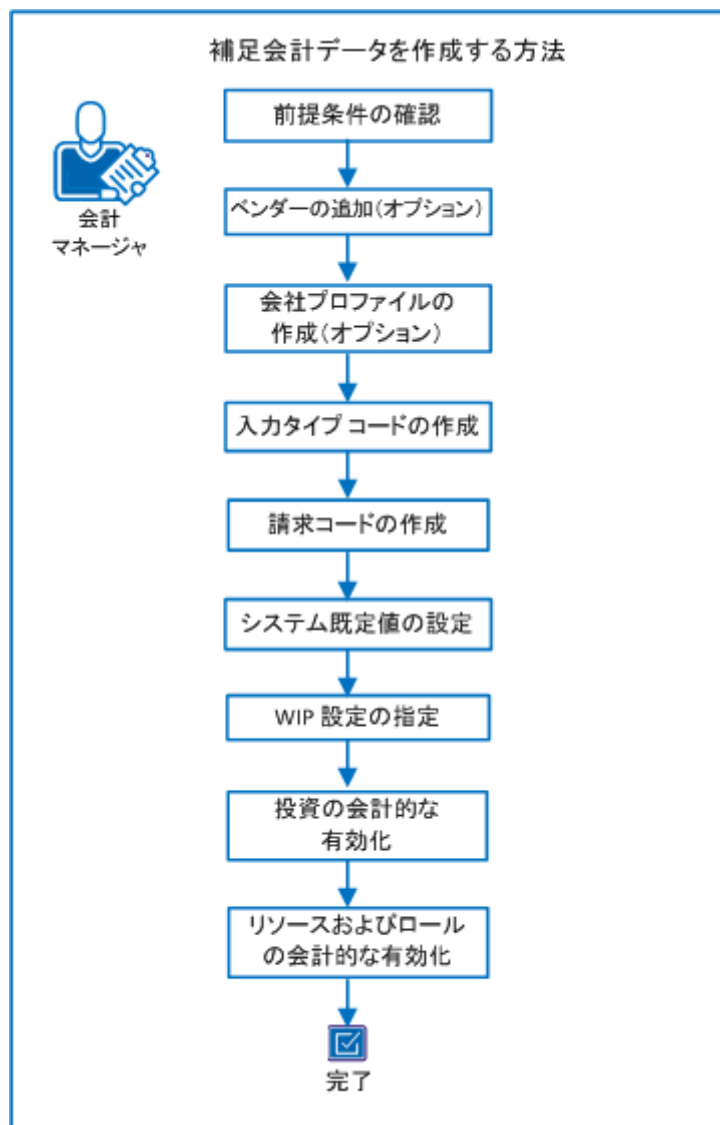 補足会計データを作成する方法
会計
マネージャ
前提条件の確認
ベンダーの追加(オプション)
会社プロファイルの
作成(オプション)
入力タイプ コードの作成
請求コードの作成
システム既定値の設定
WIP 設定の指定
投資の会計的な
有効化
リソースおよびロール
の会計的な有効化
完了